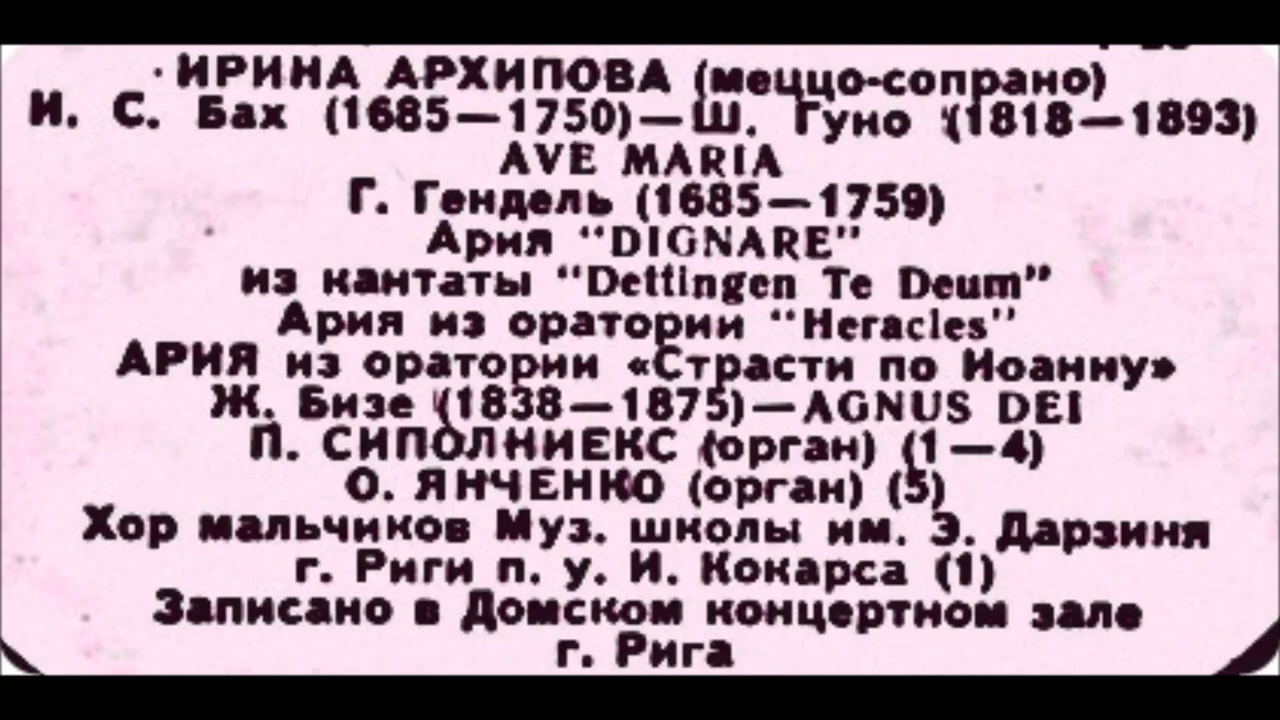 ИРИНА АРХИПОВА (меццо-сопрано)
И. С. Бах (1685—1750)—Ш. Гуно (1818—1893)
AVE MARIA
Г. Гендель (1685—1759)
Ария "DIGNARE"
из кантаты "Dettingen Te Deum"
Ария из оратории "Heracles"
АРИЯ из оратории «Страсти по Иоанну»
Ж. Бизе (1838—1875)—AGNUS DEI
П. СИПОЛНИЕКС (орган) (1—4)
О. ЯНЧЕНКО (орган) (5)
Хор мальчиков Муз. школы им. Э. Дарзиня
г. Риги п. у. И. Кокарса (1)
Записано в Домском концертном зале
г. Рига